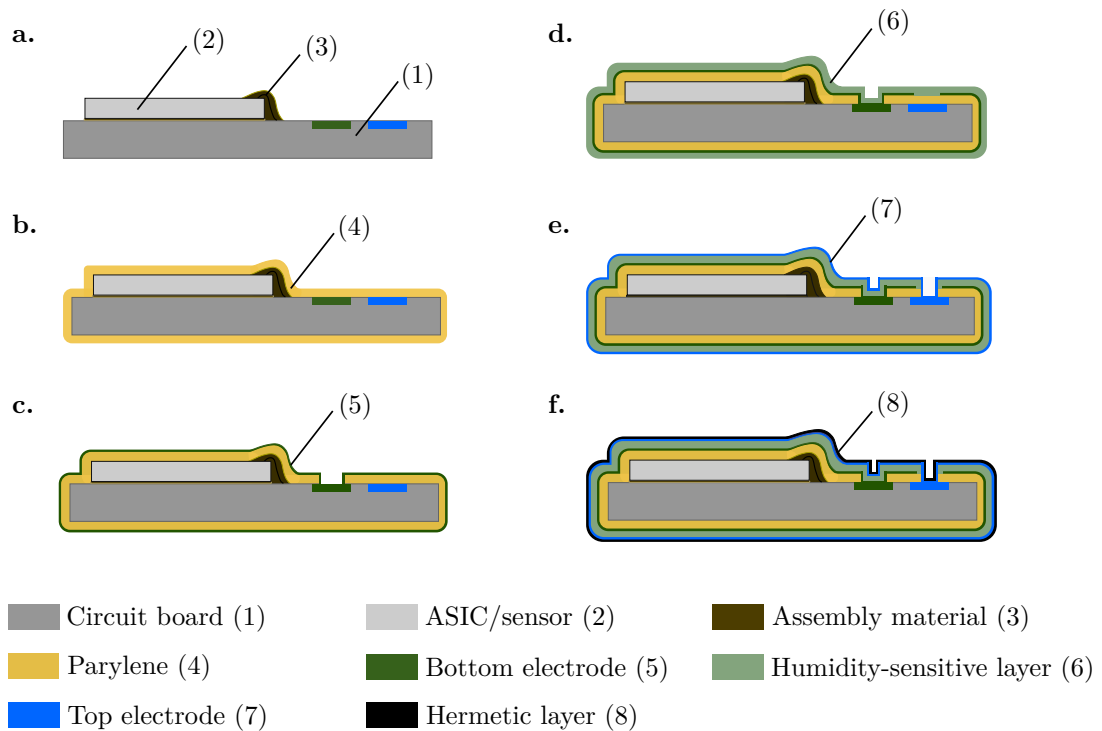 a.
(2)
(3)
(1)
b.
(4)
c.
(5)
d.
(6)
e.
(7)
f.
(8)
Circuit board (1)
ASIC/sensor (2)
Assembly material (3)
Parylene (4)
Bottom electrode (5)
Humidity-sensitive layer (6)
Top electrode (7)
Hermetic layer (8)